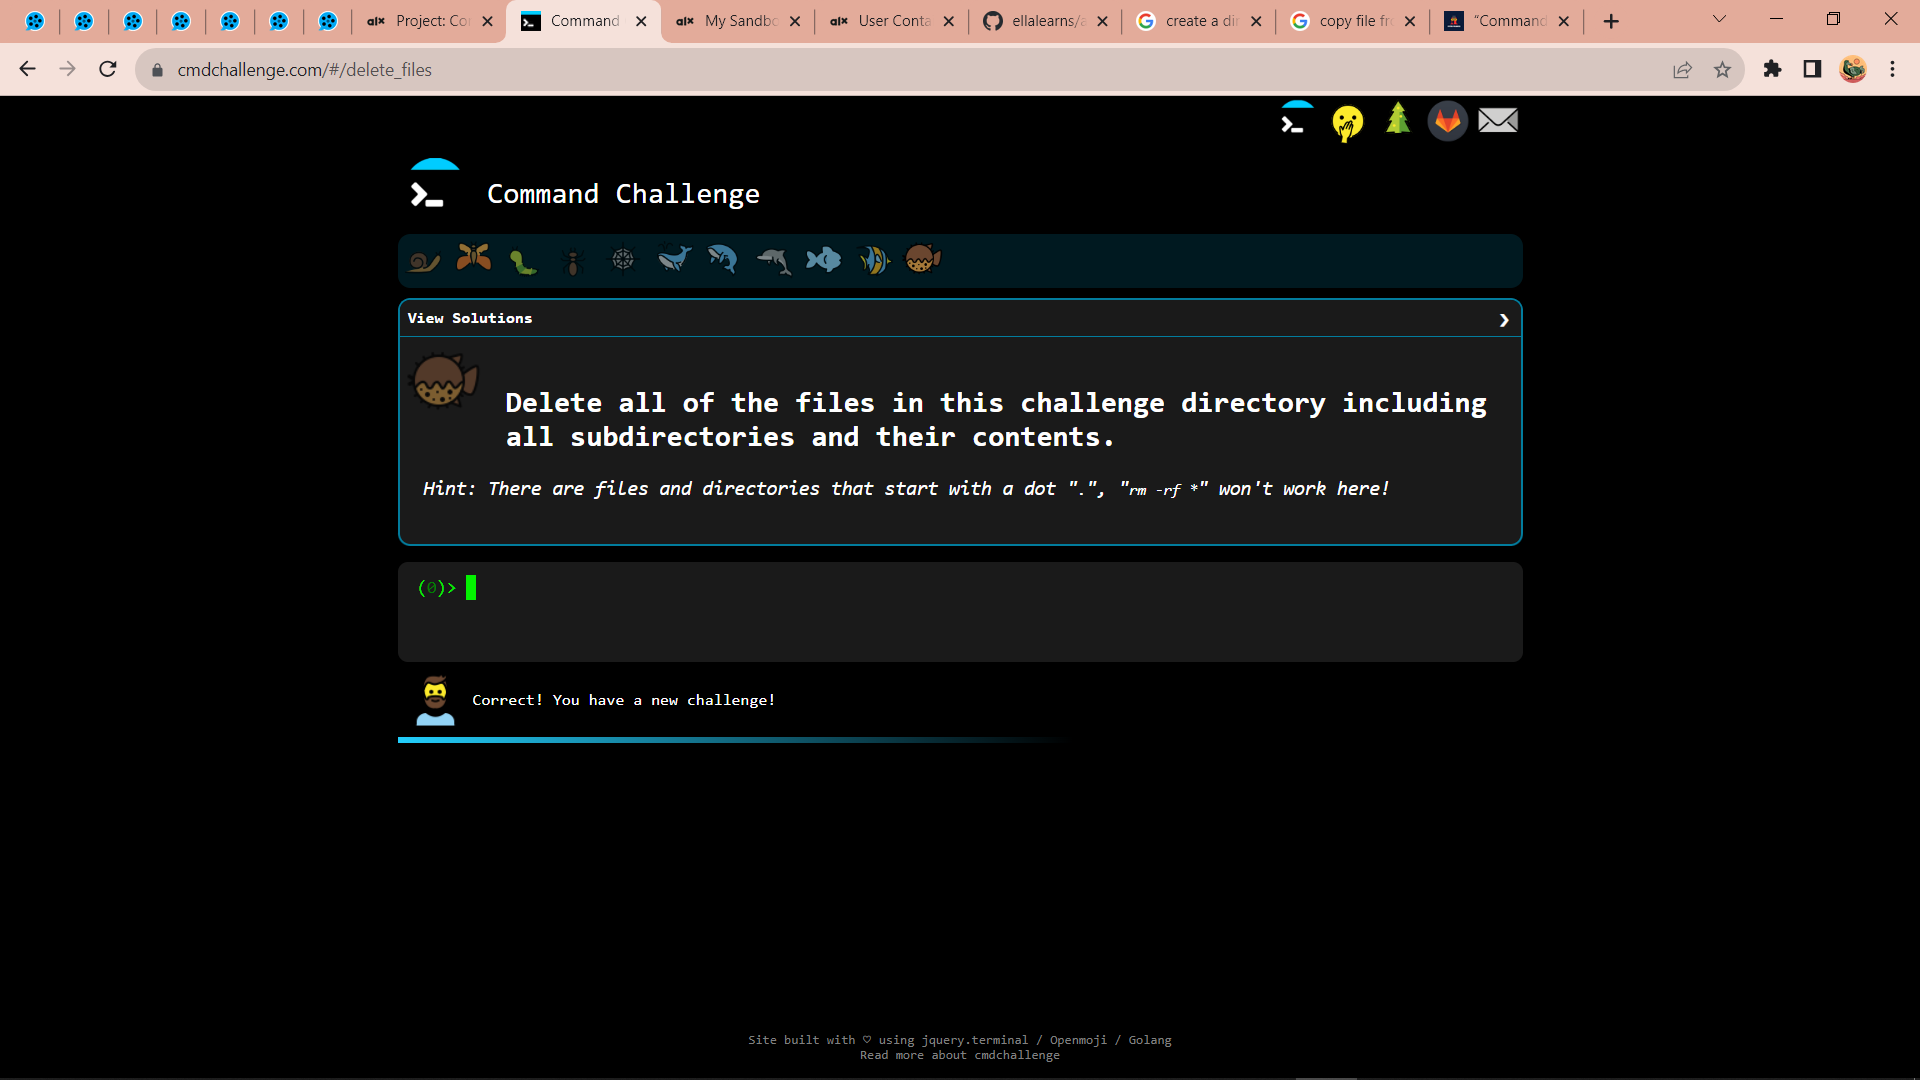 Project: Co
Command
My Sandbo
User Conta
ellalearns/a
create a dir
copy file fro
“Command
cmdchallenge.com/#/delete_files
Command Challenge
View Solutions
Delete all of the files in this challenge directory including
all subdirectories and their contents.
Hint: There are files and directories that start with a dot ".", "rm -rf *" won't work here!
(0)>
Correct! You have a new challenge!
Site built with ♡ using jquery.terminal / Openmoji / Golang
Read more about cmdchallenge